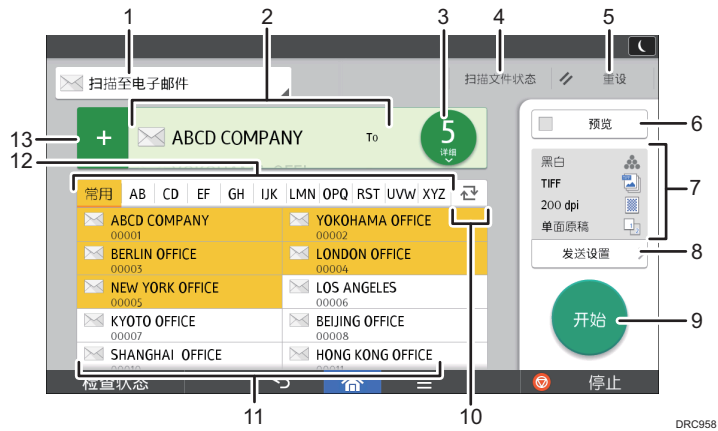 1 2 3 4 5
扫描至电子邮件
扫描文件状态 重设
+ ABCD COMPANY To 5
详细
预览 6
13
12
常用 AB CD EF GH IJK LMN OPQ RST UVW XYZ
黑白
TIFF
200 dpi
单面原稿
7
ABCD COMPANY
00001
YOKOHAMA OFFICE
00002
BERLIN OFFICE
00003
LONDON OFFICE
00004
NEW YORK OFFICE
00005
LOS ANGELES
00006
KYOTO OFFICE
00007
BEIJING OFFICE
00008
SHANGHAI OFFICE
HONG KONG OFFICE
发送设置 8
开始 9
检查状态 停止
11 10
DRC958